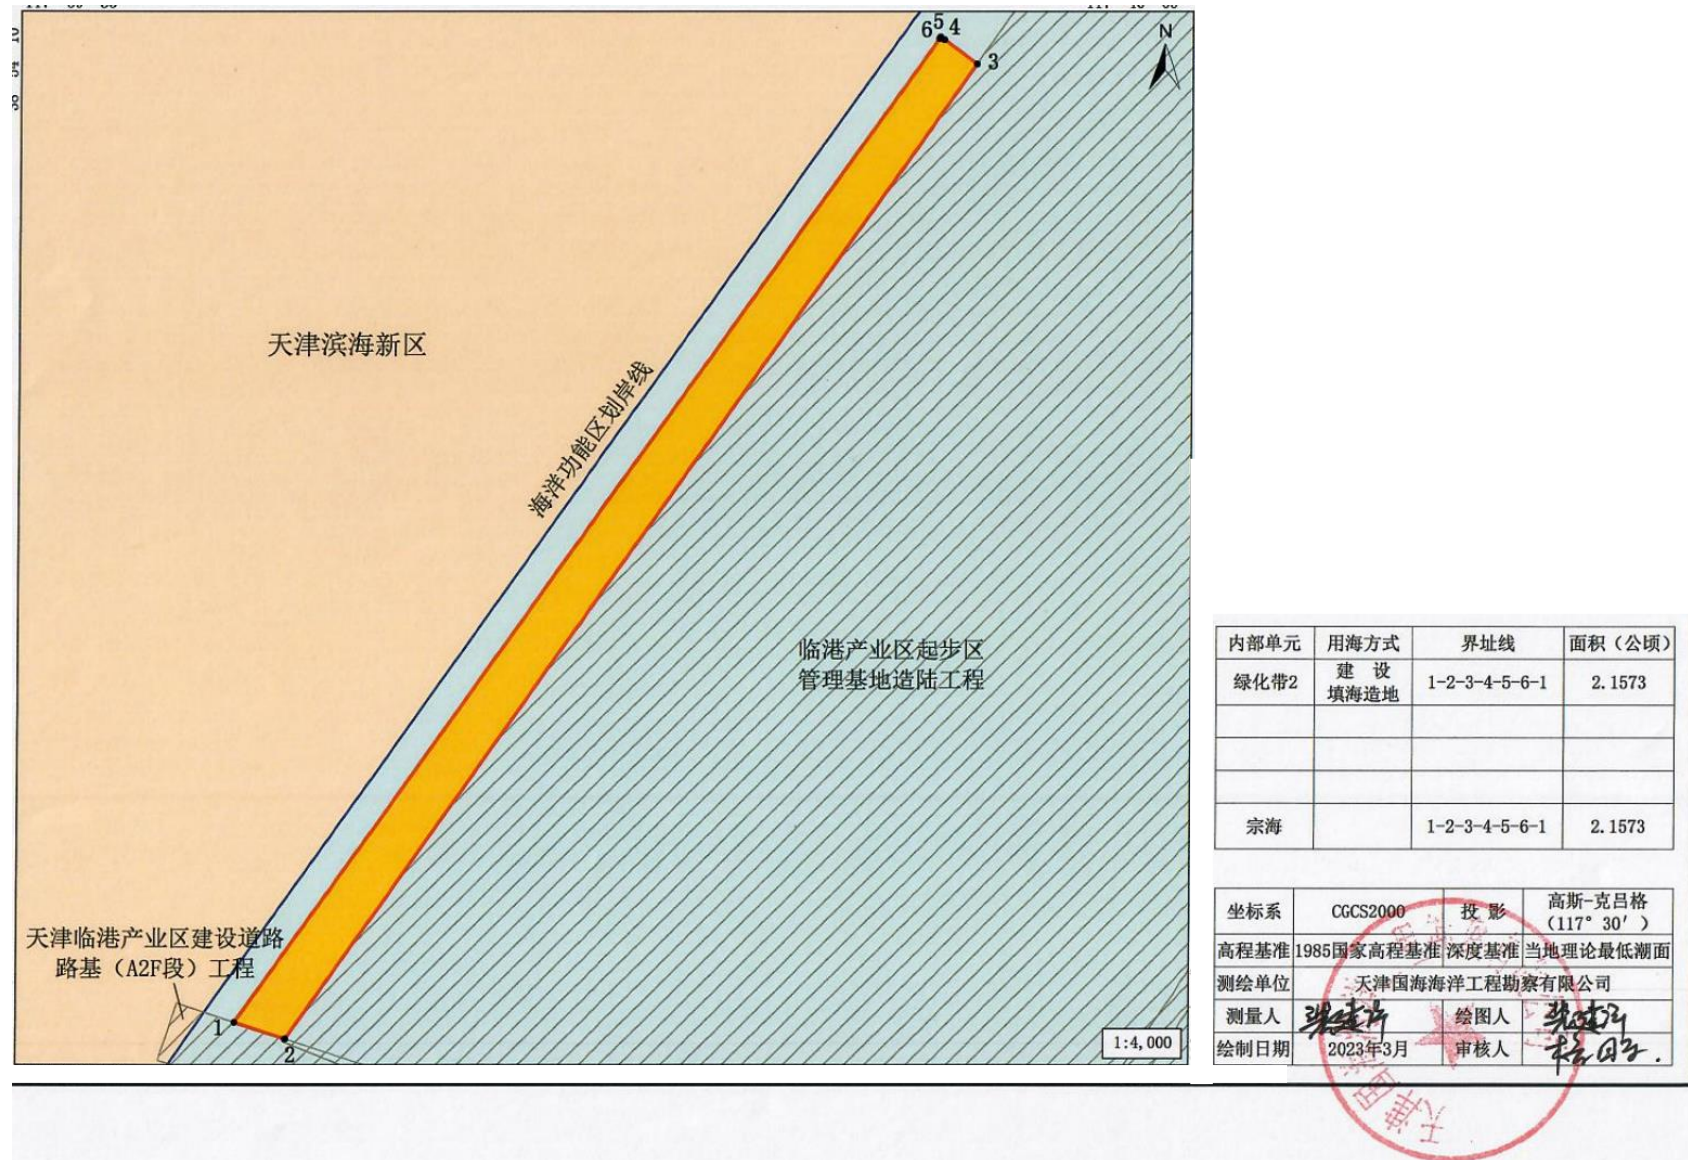 6 5 4
N
3
天津滨海新区
海洋功能区划岸线
临港产业区起步区
管理基地造陆工程
天津临港产业区建设道路
路基（A2F段）工程
1
2
1:4,000
内部单元 用海方式 界址线 面积（公顷）
绿化带2 建 设 1-2-3-4-5-6-1 2.1573
填海造地
宗海 1-2-3-4-5-6-1 2.1573
坐标系 CGCS2000 投 影 高斯-克吕格
（117° 30′）
高程基准 1985国家高程基准 深度基准 当地理论最低潮面
测绘单位 天津国海海洋工程勘察有限公司
测量人 绘图人
绘制日期 2023年3月 审核人